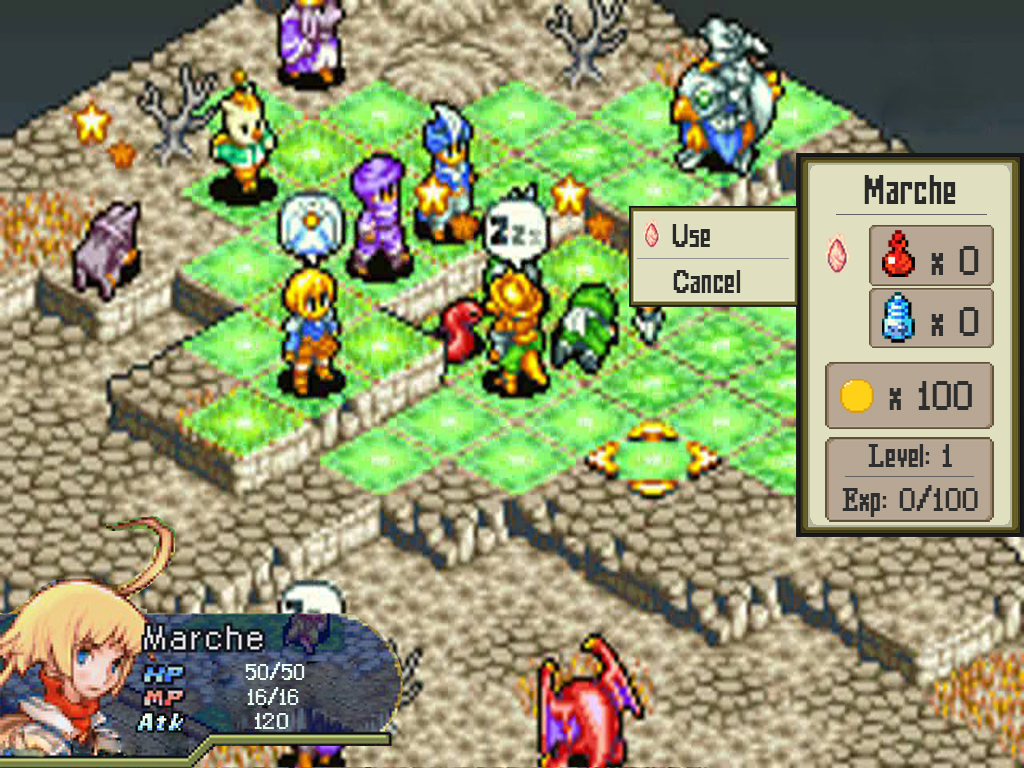 Zzz
Use
Cancel
Marche
x 0
x 0
x 100
Level: 1
Exp: 0/100
Marche
HP 50/50
MP 16/16
Atk 120